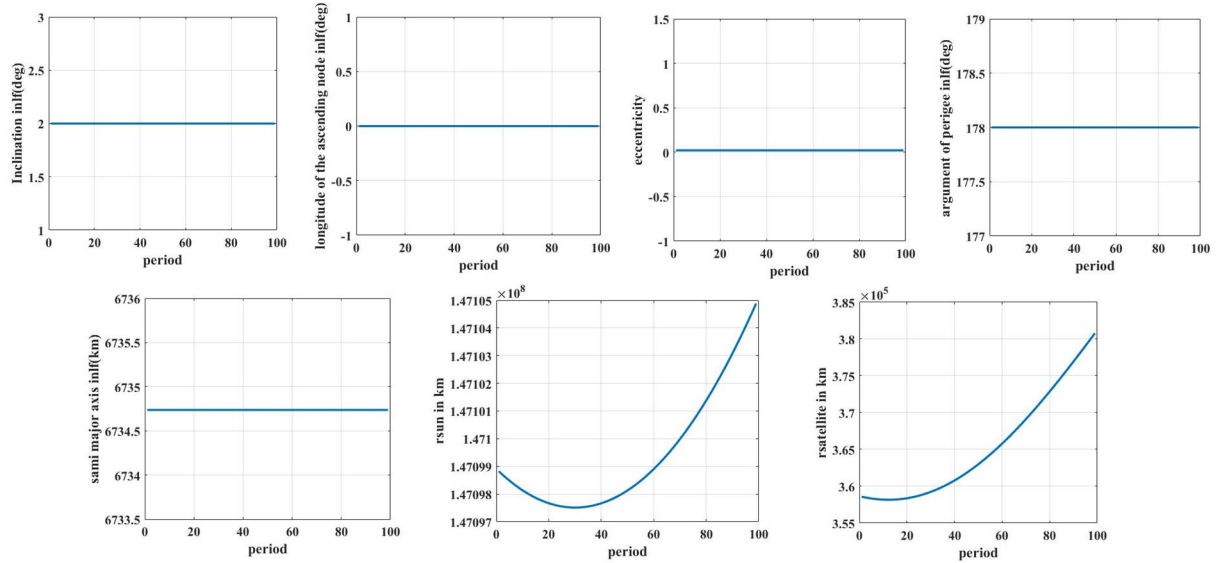 Inclination inlf(deg)
3
2.5
2
1.5
1
0 20 40 60 80 100
period
longitude of the ascending node inlf(deg)
1
0.5
0
-0.5
-1
0 20 40 60 80 100
period
eccentricity
1.5
1
0.5
0
-0.5
-1
0 20 40 60 80 100
period
argument of perigee inlf(deg)
179
178.5
178
177.5
177
0 20 40 60 80 100
period
sami major axis inlf(km)
6736
6735.5
6735
6734.5
6734
6733.5
0 20 40 60 80 100
period
rsun in km
×10⁸
1.47105
1.47104
1.47103
1.47102
1.47101
1.471
1.47099
1.47098
1.47097
0 20 40 60 80 100
period
rsatellite in km
×10⁵
3.85
3.8
3.75
3.7
3.65
3.6
3.55
0 20 40 60 80 100
period